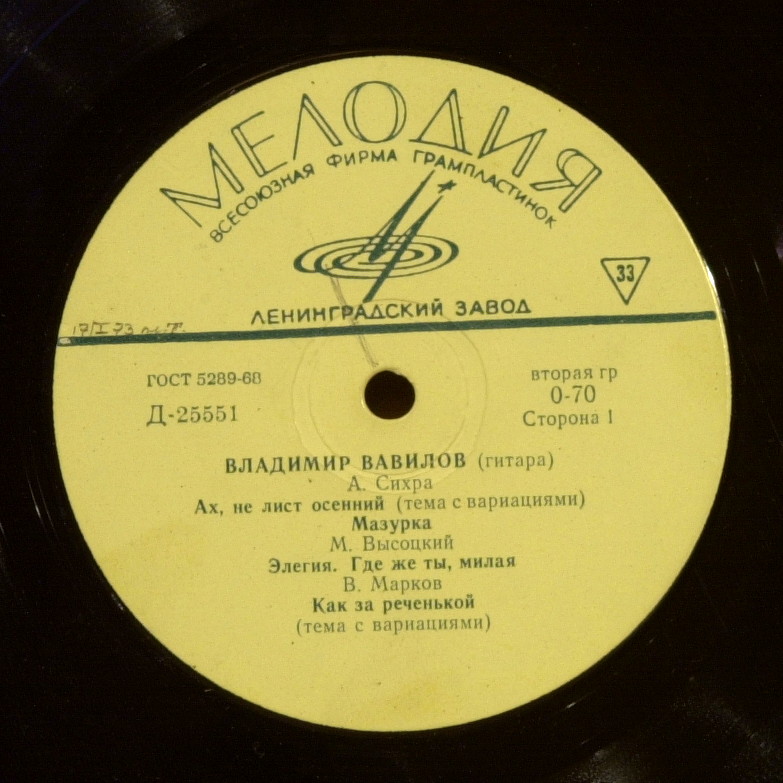 МЕЛОДИЯ
ВСЕСОЮЗНАЯ ФИРМА ГРАМПЛАСТИНОК
33
ЛЕНИНГРАДСКИЙ ЗАВОД
ГОСТ 5289-68
Д-25551
вторая гр
0-70
Сторона 1
ВЛАДИМИР ВАВИЛОВ (гитара)
А. Сихра
Ах, не лист осенний (тема с вариациями)
Мазурка
М. Высоцкий
Элегия. Где же ты, милая
В. Марков
Как за реченькой
(тема с вариациями)